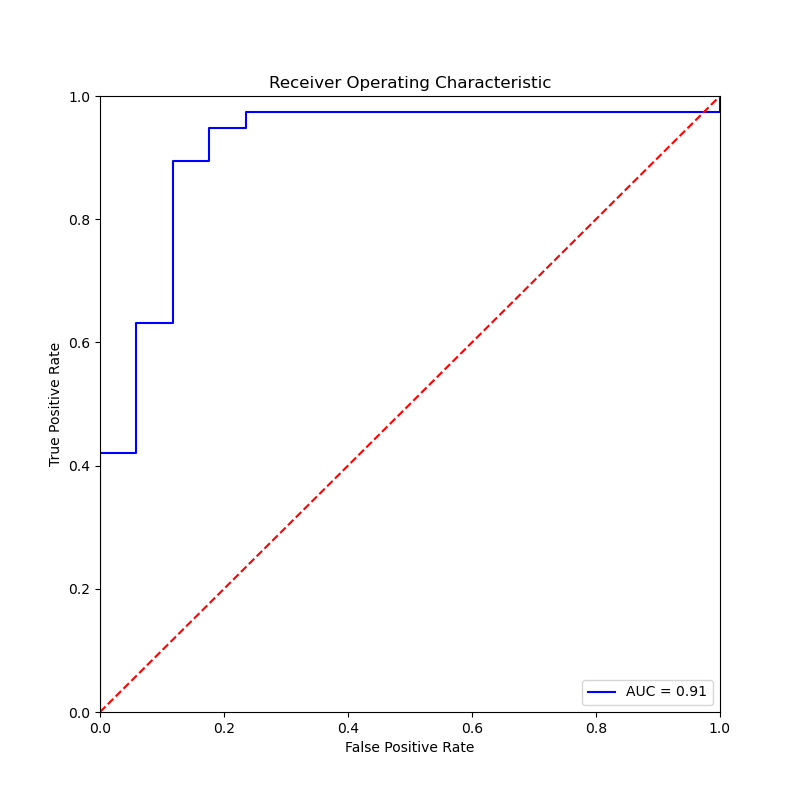 Receiver Operating Characteristic
1.0
0.8
0.6
0.4
0.2
0.0
True Positive Rate
AUC = 0.91
0.0 0.2 0.4 0.6 0.8 1.0
False Positive Rate